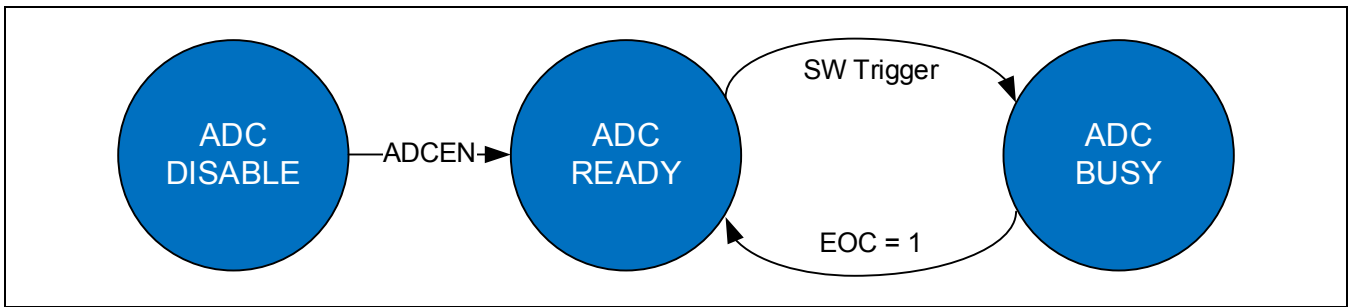 ADC
DISABLE
ADCEN
ADC
READY
SW Trigger
EOC = 1
ADC
BUSY